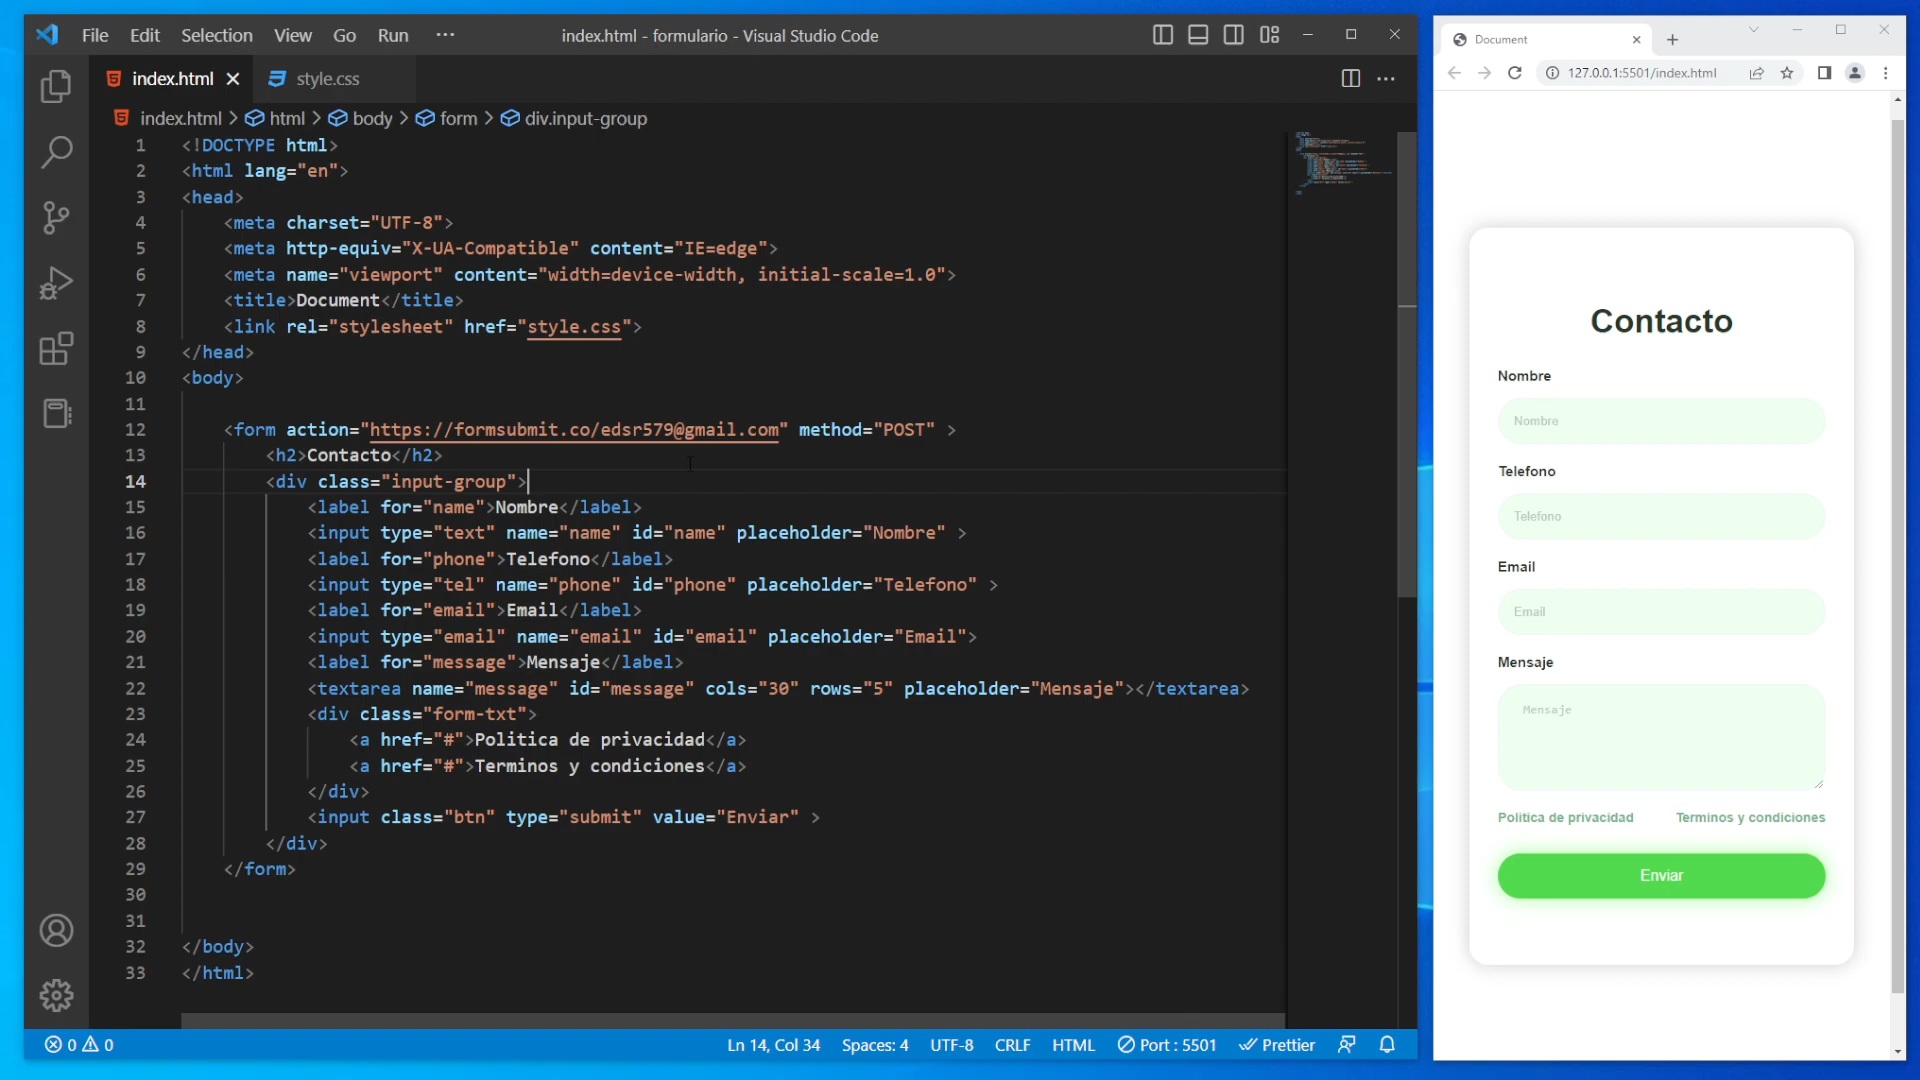 File Edit Selection View Go Run ···
index.html - formulario - Visual Studio Code
index.html
style.css
index.html > html > body > form > div.input-group
1 <!DOCTYPE html>
2 <html lang="en">
3 <head>
4 <meta charset="UTF-8">
5 <meta http-equiv="X-UA-Compatible" content="IE=edge">
6 <meta name="viewport" content="width=device-width, initial-scale=1.0">
7 <title>Document</title>
8 <link rel="stylesheet" href="style.css">
9 </head>
10 <body>
11
12 <form action="https://formsubmit.co/edsr579@gmail.com" method="POST" >
13 <h2>Contacto</h2>
14 <div class="input-group">
15 <label for="name">Nombre</label>
16 <input type="text" name="name" id="name" placeholder="Nombre" >
17 <label for="phone">Telefono</label>
18 <input type="tel" name="phone" id="phone" placeholder="Telefono" >
19 <label for="email">Email</label>
20 <input type="email" name="email" id="email" placeholder="Email">
21 <label for="message">Mensaje</label>
22 <textarea name="message" id="message" cols="30" rows="5" placeholder="Mensaje"></textarea>
23 <div class="form-txt">
24 <a href="#">Politica de privacidad</a>
25 <a href="#">Terminos y condiciones</a>
26 </div>
27 <input class="btn" type="submit" value="Enviar" >
28 </div>
29 </form>
30
31
32 </body>
33 </html>
0 0
Ln 14, Col 34 Spaces: 4 UTF-8 CRLF HTML Port : 5501 Prettier
Document
127.0.0.1:5501/index.html
Contacto
Nombre
Nombre
Telefono
Telefono
Email
Email
Mensaje
Mensaje
Politica de privacidad Terminos y condiciones
Enviar